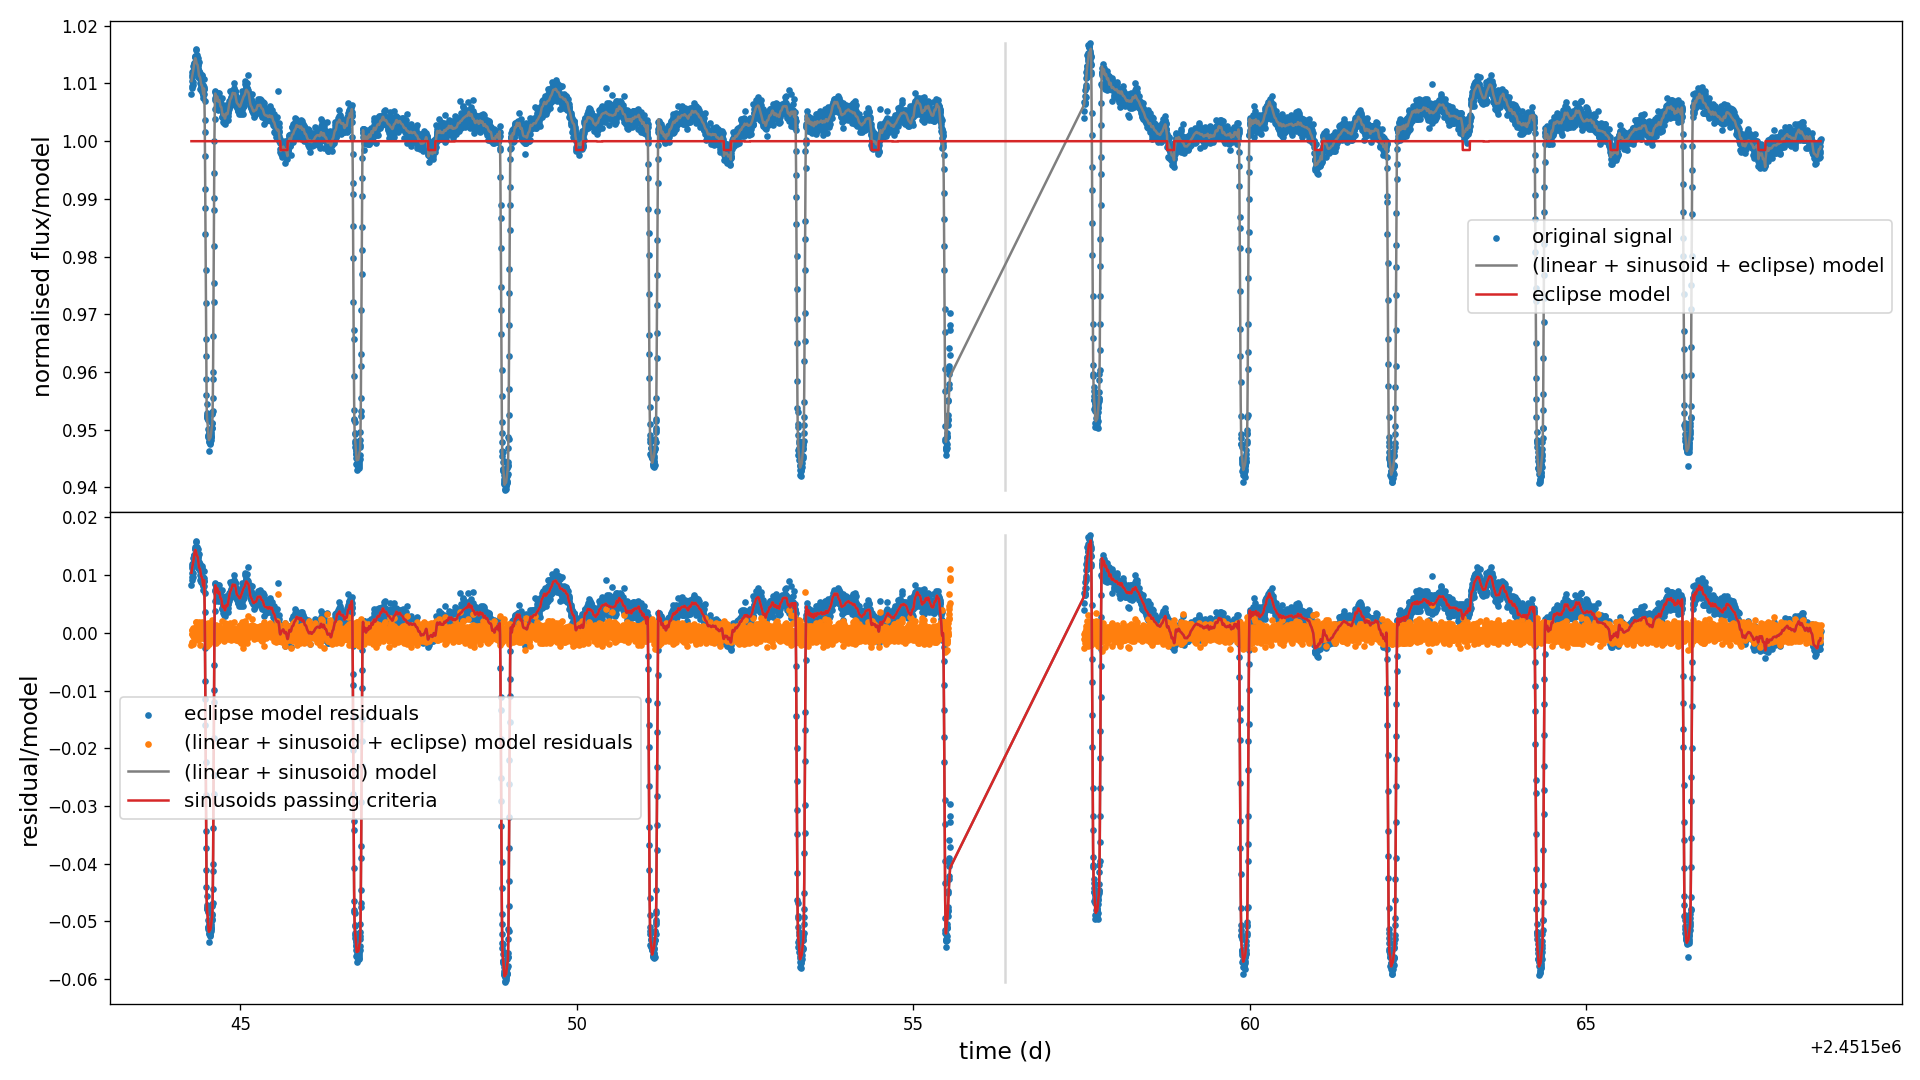 1.02
1.01
1.00
0.99
0.98
0.97
0.96
0.95
0.94
normalised flux/model
original signal
(linear + sinusoid + eclipse) model
eclipse model
0.02
0.01
0.00
−0.01
−0.02
−0.03
−0.04
−0.05
−0.06
residual/model
eclipse model residuals
(linear + sinusoid + eclipse) model residuals
(linear + sinusoid) model
sinusoids passing criteria
45
50
55
60
65
time (d)
+2.4515e6